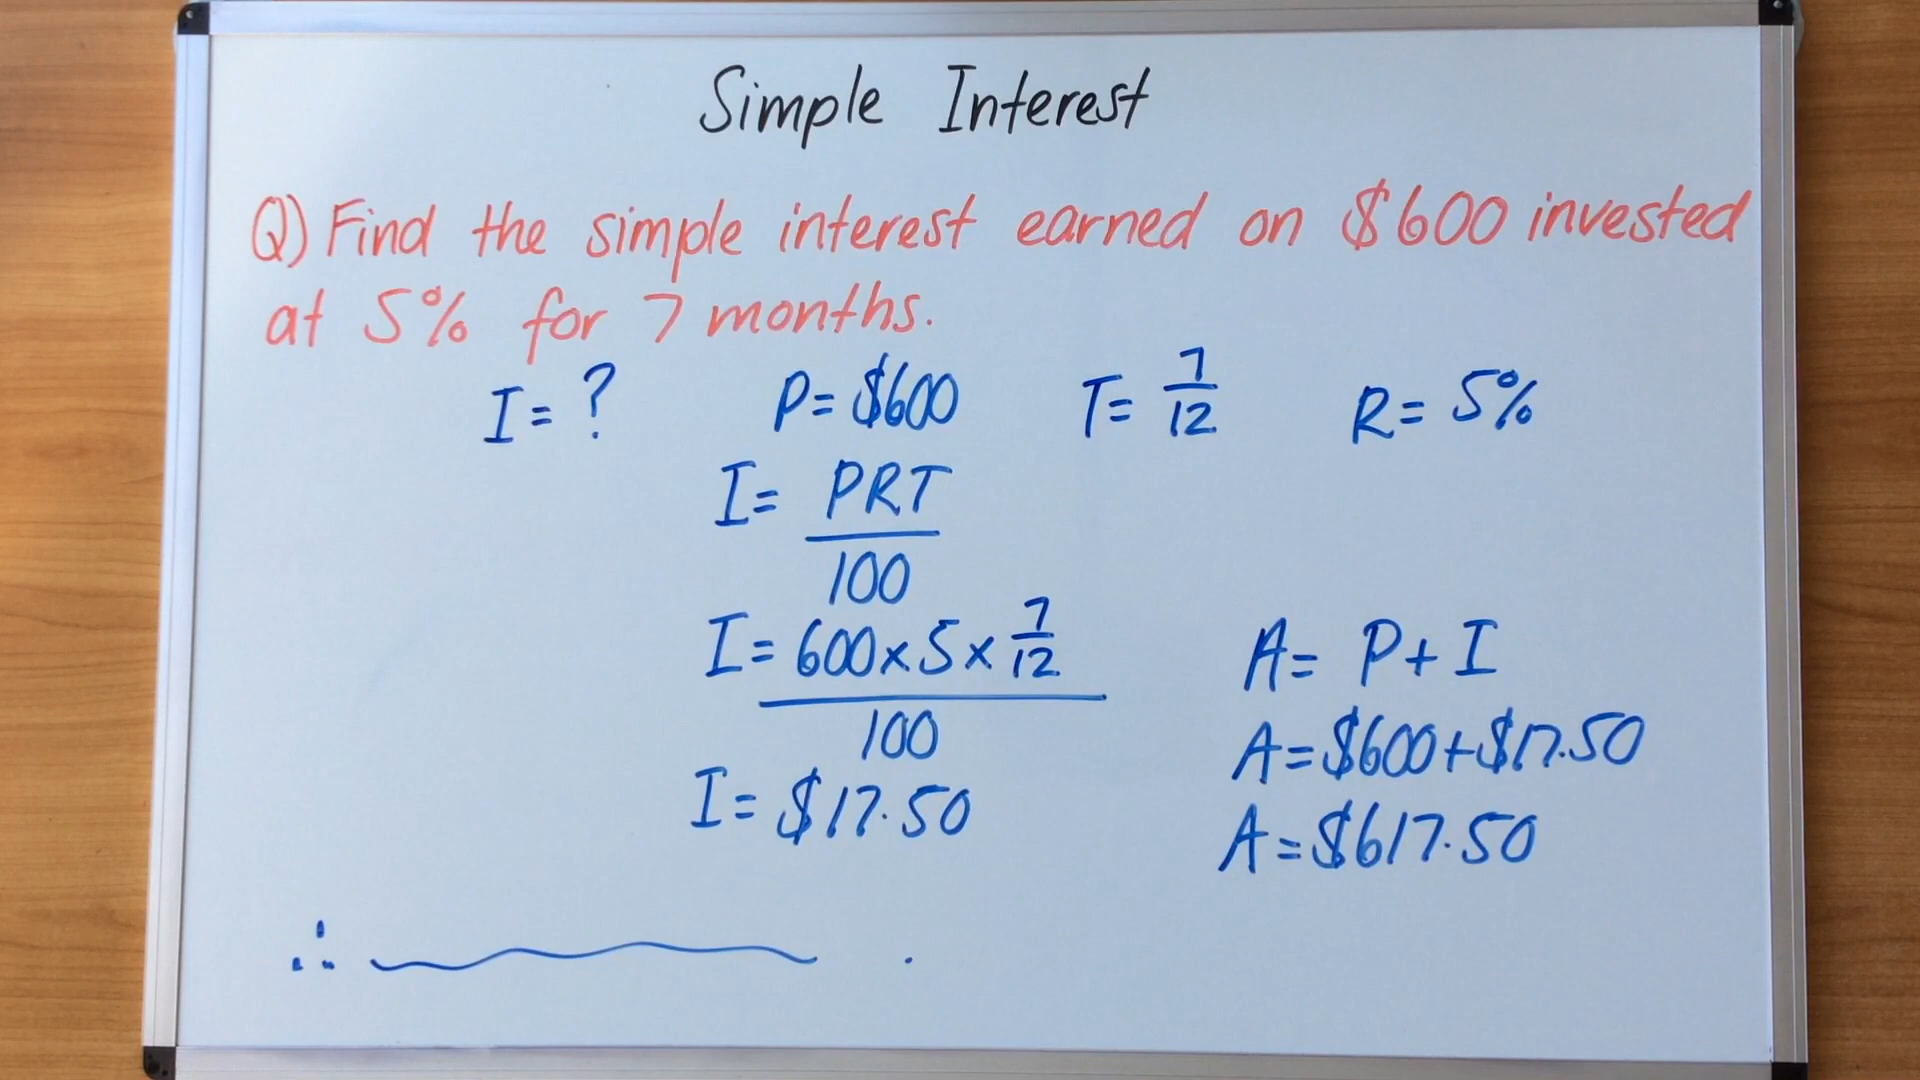 Simple Interest
Q) Find the simple interest earned on $600 invested
at 5% for 7 months.
I = ? P = $600 T = 7/12 R = 5%
I = PRT
100
I = 600 x 5 x 7/12
100
I = $17.50
A = P + I
A = $600 + $17.50
A = $617.50
∴